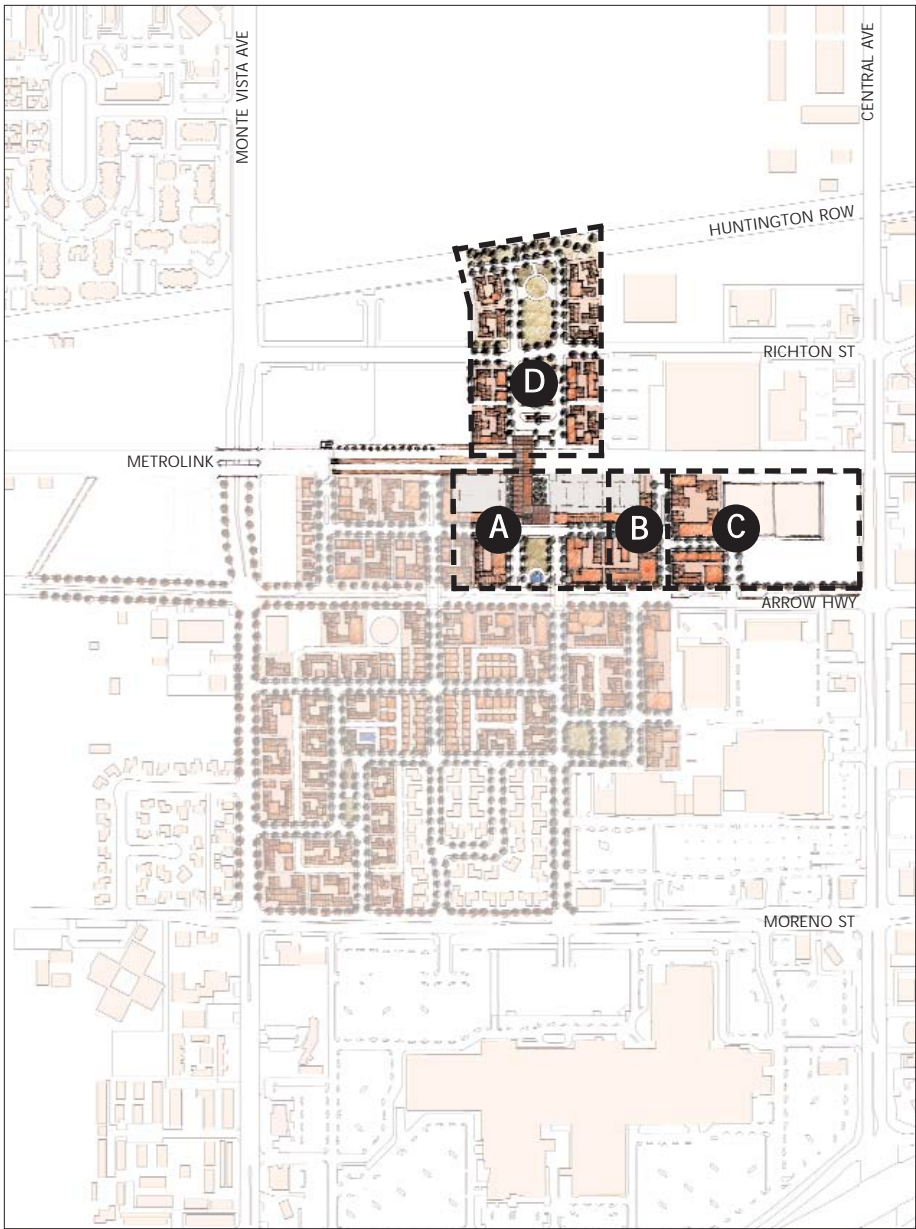 MONTE VISTA AVE
CENTRAL AVE
HUNTINGTON ROW
RICHTON ST
D
METROLINK
A
B
C
ARROW HWY
MORENO ST